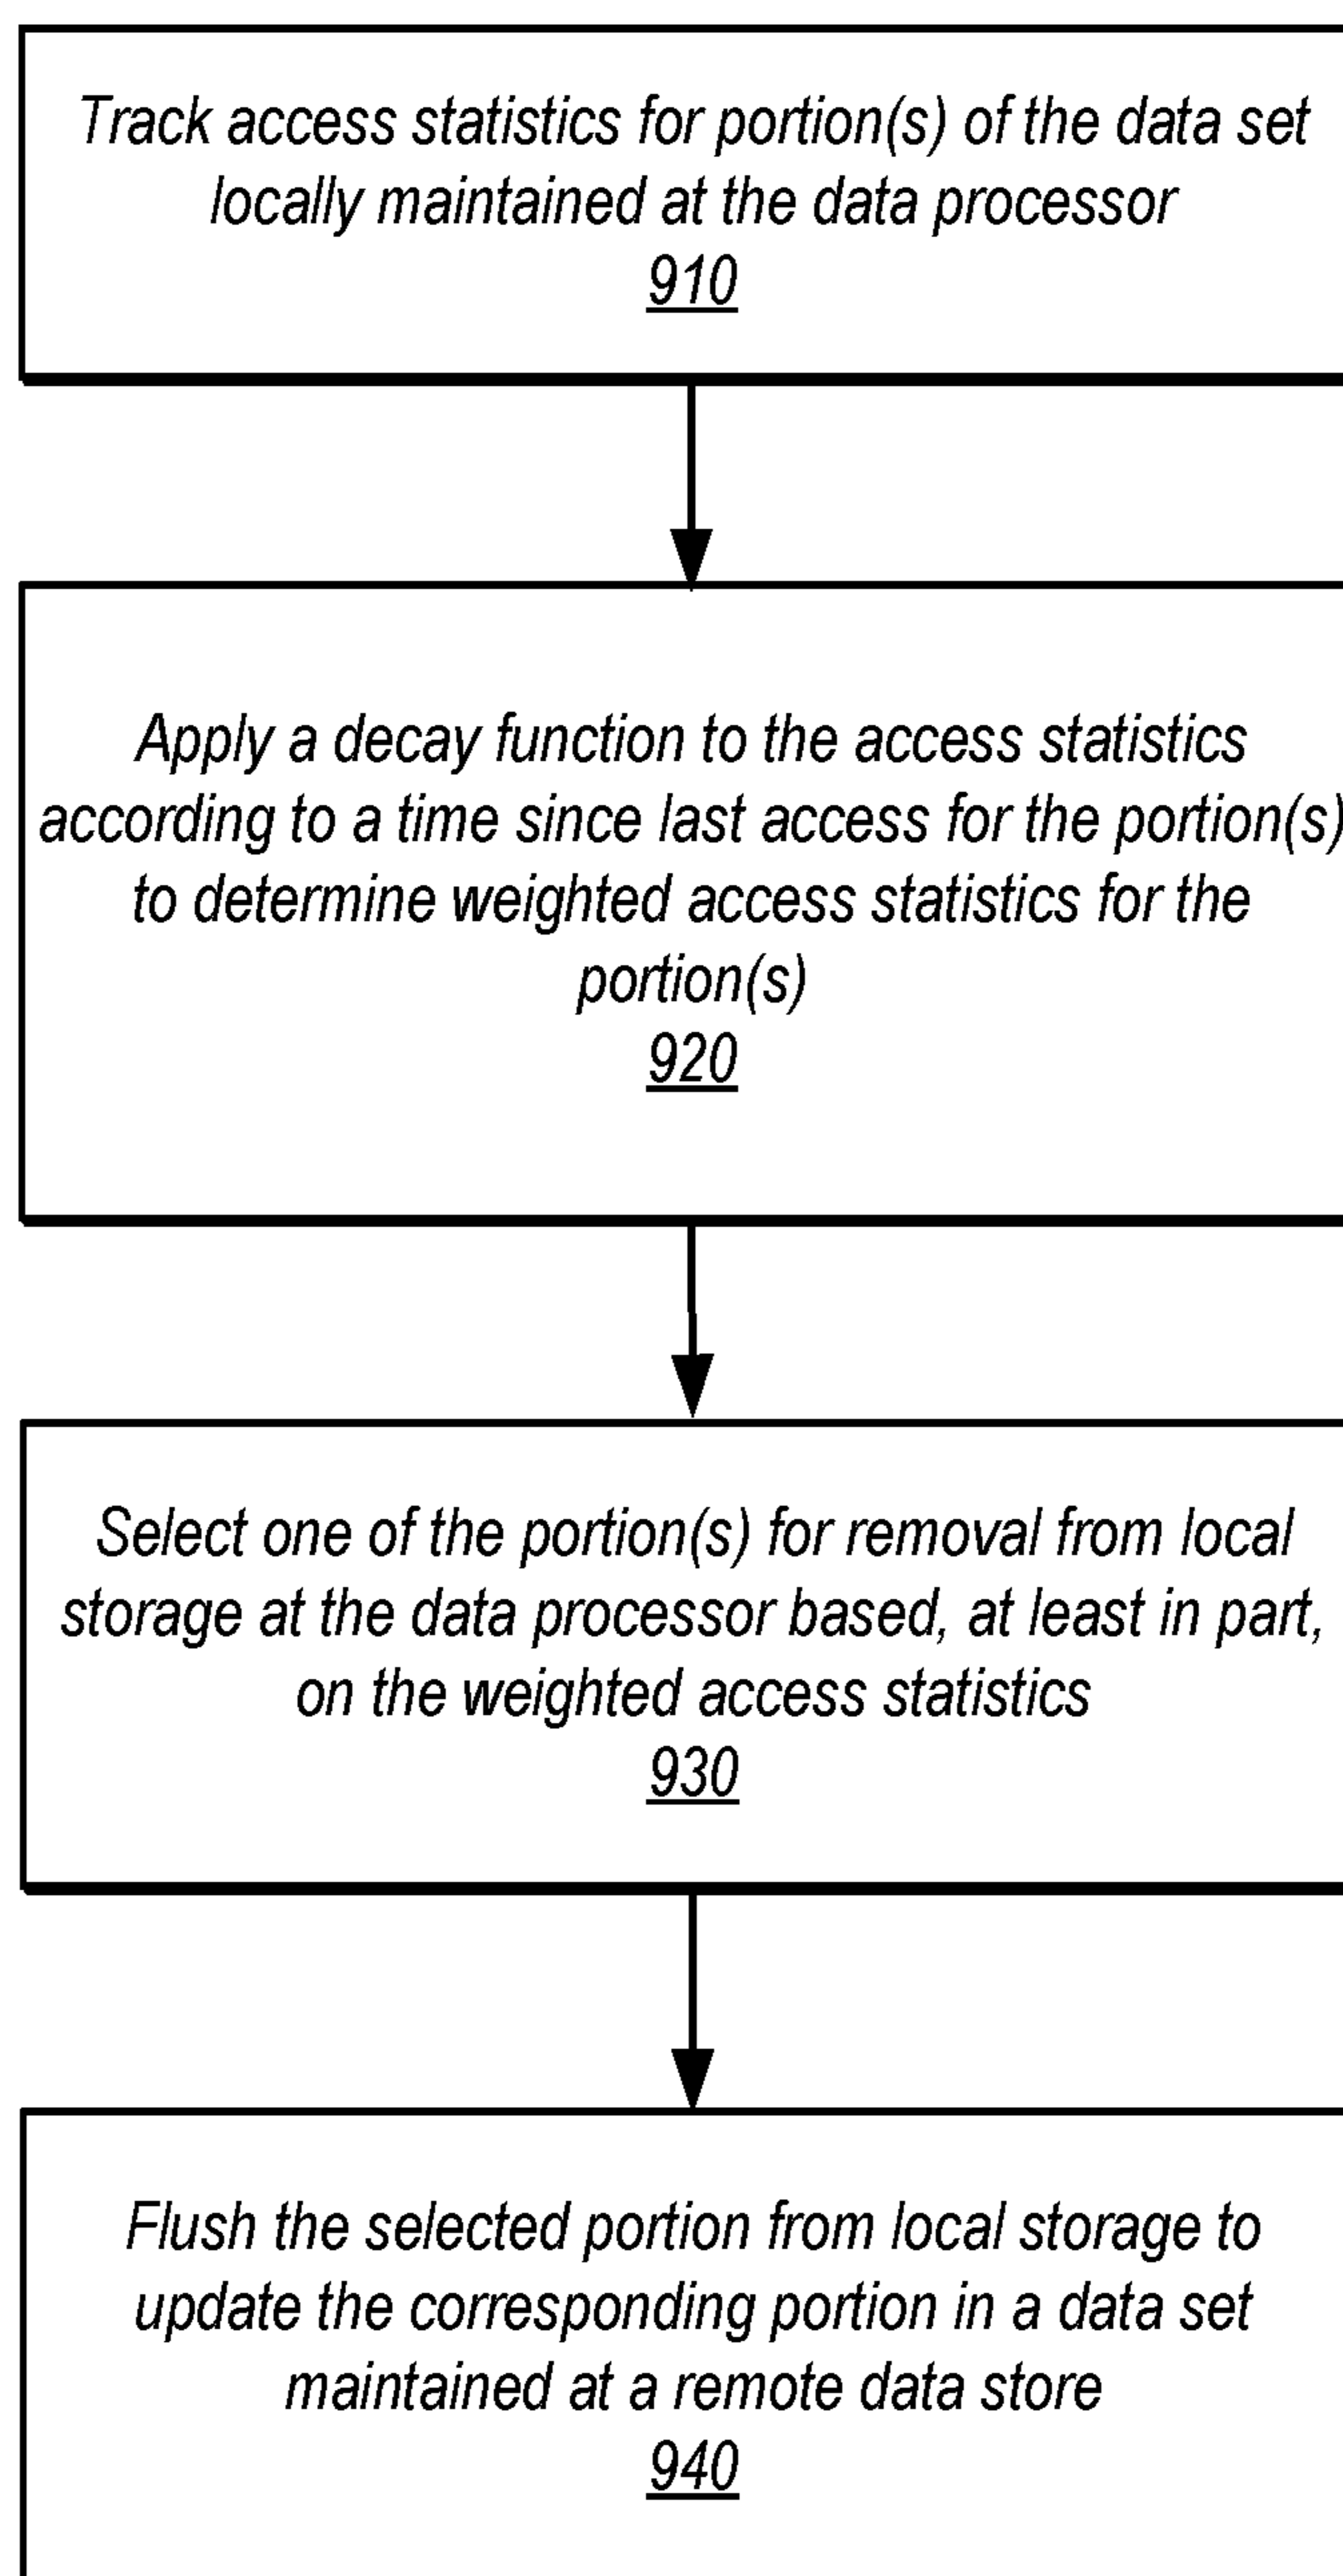 Track access statistics for portion(s) of the data set
locally maintained at the data processor
910
Apply a decay function to the access statistics
according to a time since last access for the portion(s)
to determine weighted access statistics for the
portion(s)
920
Select one of the portion(s) for removal from local
storage at the data processor based, at least in part,
on the weighted access statistics
930
Flush the selected portion from local storage to
update the corresponding portion in a data set
maintained at a remote data store
940